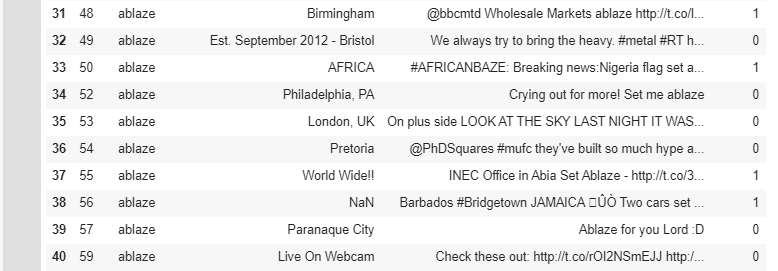 31 48 ablaze Birmingham @bbcmtd Wholesale Markets ablaze http://t.co/l... 1
32 49 ablaze Est. September 2012 - Bristol We always try to bring the heavy. #metal #RT h... 0
33 50 ablaze AFRICA #AFRICANBAZE: Breaking news:Nigeria flag set a... 1
34 52 ablaze Philadelphia, PA Crying out for more! Set me ablaze 0
35 53 ablaze London, UK On plus side LOOK AT THE SKY LAST NIGHT IT WAS... 0
36 54 ablaze Pretoria @PhDSquares #mufc they've built so much hype a... 0
37 55 ablaze World Wide!! INEC Office in Abia Set Ablaze - http://t.co/3... 1
38 56 ablaze NaN Barbados #Bridgetown JAMAICA ÛÒ Two cars set ... 1
39 57 ablaze Paranaque City Ablaze for you Lord :D 0
40 59 ablaze Live On Webcam Check these out: http://t.co/rOI2NSmEJJ http:/... 0